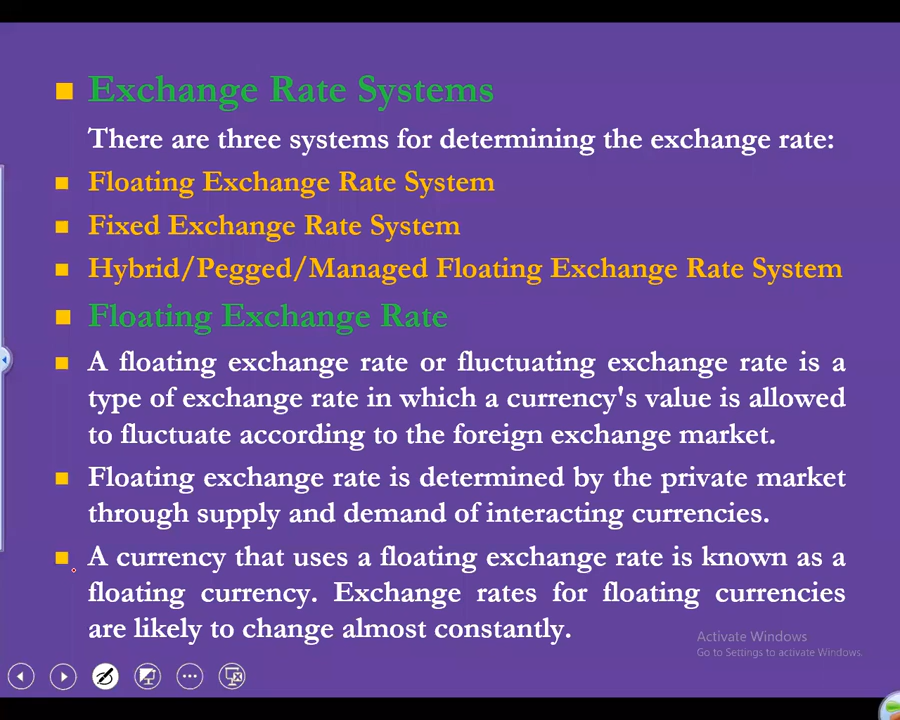 Exchange Rate Systems
There are three systems for determining the exchange rate:
Floating Exchange Rate System
Fixed Exchange Rate System
Hybrid/Pegged/Managed Floating Exchange Rate System
Floating Exchange Rate
A floating exchange rate or fluctuating exchange rate is a
type of exchange rate in which a currency's value is allowed
to fluctuate according to the foreign exchange market.
Floating exchange rate is determined by the private market
through supply and demand of interacting currencies.
A currency that uses a floating exchange rate is known as a
floating currency. Exchange rates for floating currencies
are likely to change almost constantly.
Activate Windows
Go to Settings to activate Windows.